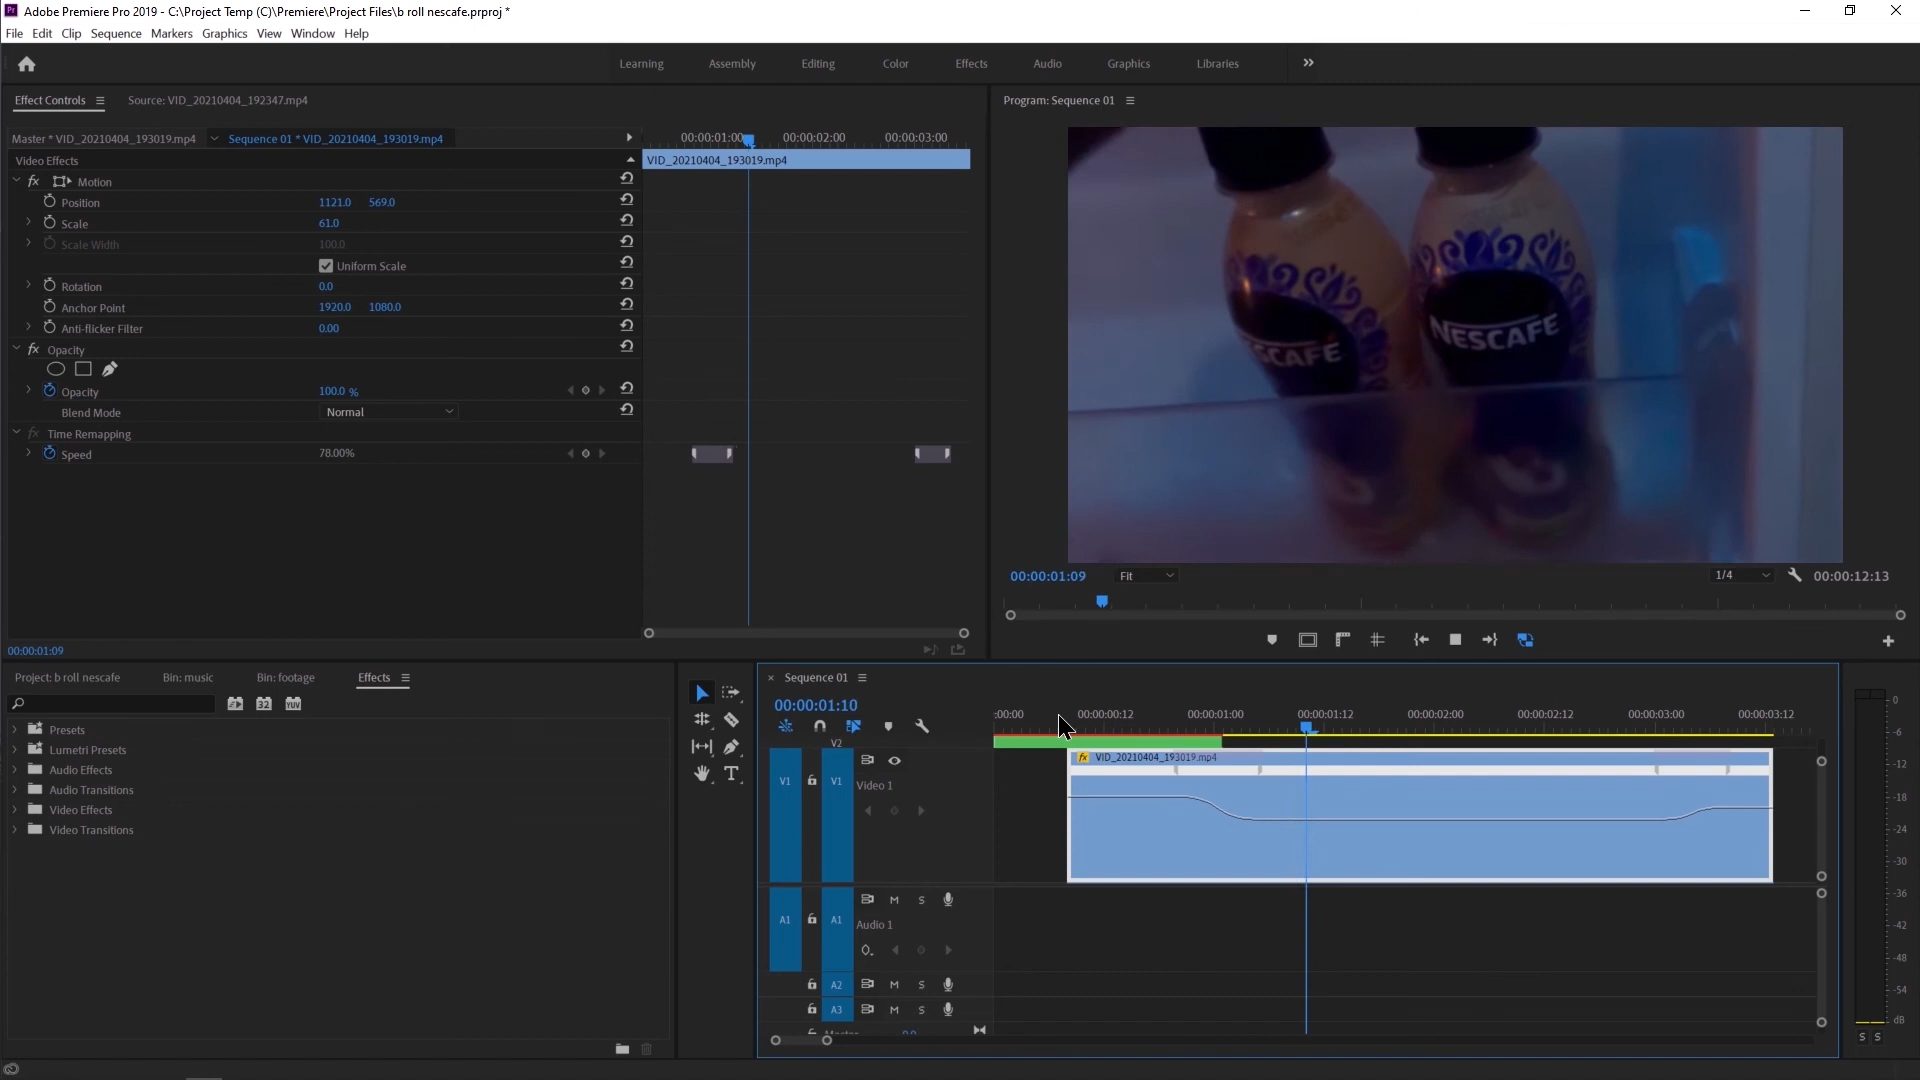 Adobe Premiere Pro 2019 - C:\Project Temp (C)\Premiere\Project Files\b roll nescafe.prproj *
File Edit Clip Sequence Markers Graphics View Window Help
Learning Assembly Editing Color Effects Audio Graphics Libraries
Effect Controls Source: VID_20210404_192347.mp4
Program: Sequence 01
Master * VID_20210404_193019.mp4 Sequence 01 * VID_20210404_193019.mp4
00:00:01:00 00:00:02:00 00:00:03:00
Video Effects
VID_20210404_193019.mp4
fx Motion
Position 1121.0 569.0
Scale 61.0
Scale Width 100.0
Uniform Scale
Rotation 0.0
Anchor Point 1920.0 1080.0
Anti-flicker Filter 0.00
fx Opacity
Opacity 100.0 %
Blend Mode Normal
fx Time Remapping
Speed 78.00%
SCAFE
NESCAFE
00:00:01:09 Fit 1/4 00:00:12:13
00:00:01:09
Project: b roll nescafe Bin: music Bin: footage Effects
32 YUV
Presets
Lumetri Presets
Audio Effects
Audio Transitions
Video Effects
Video Transitions
× Sequence 01
00:00:01:10
:00:00 00:00:00:12 00:00:01:00 00:00:01:12 00:00:02:00 00:00:02:12 00:00:03:00 00:00:03:12
V2
V1 V1 Video 1
fx VID_20210404_193019.mp4
M S
A1 A1 Audio 1
A2 M S
A3 M S
Master 0.0
0
-6
-12
-18
-24
-30
-36
-42
-48
-54
dB
S S